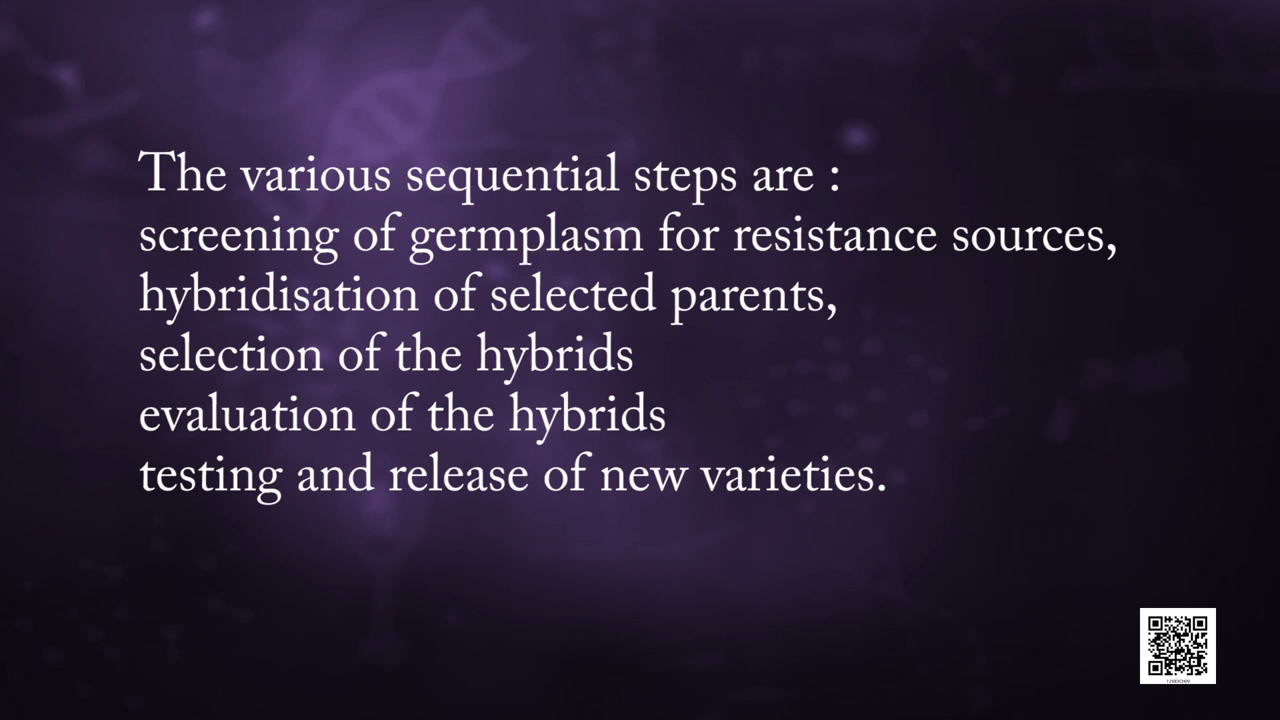 The various sequential steps are :
screening of germplasm for resistance sources,
hybridisation of selected parents,
selection of the hybrids
evaluation of the hybrids
testing and release of new varieties.